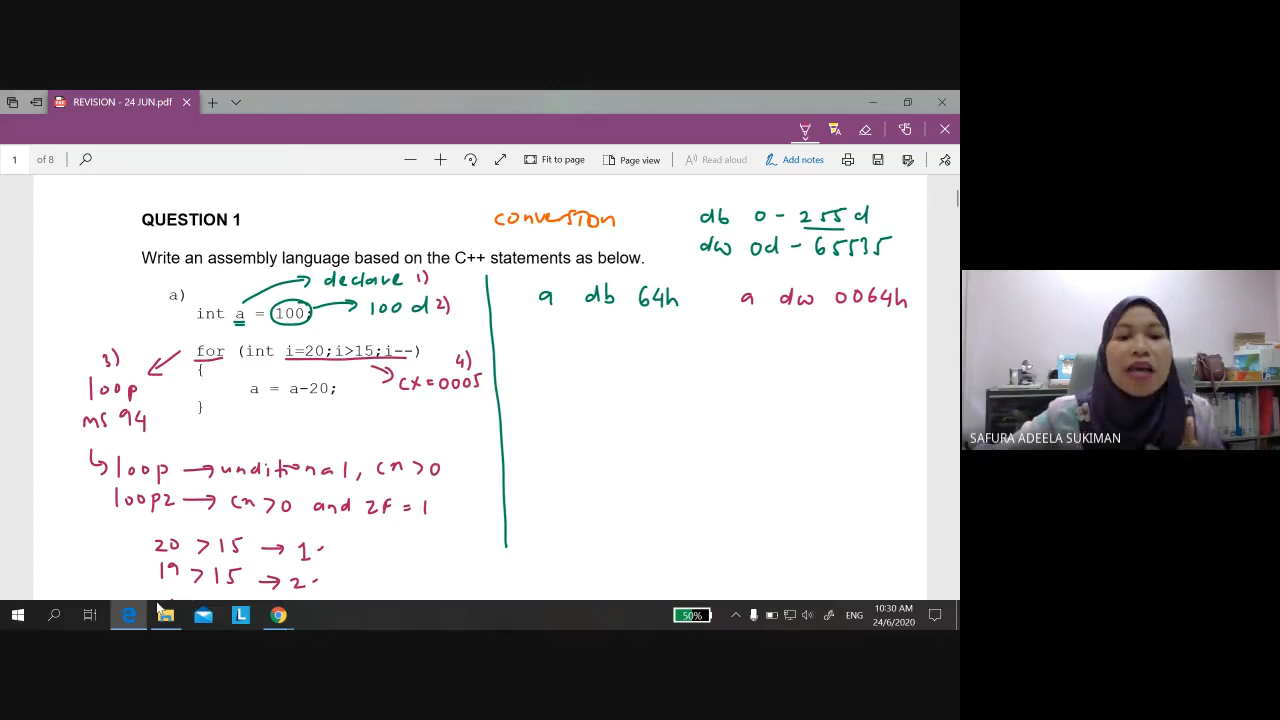 REVISION - 24 JUN.pdf
1 of 8
Fit to page
Page view
Read aloud
Add notes
QUESTION 1
conversion
db 0 - 255 d
dw 0d - 65535
Write an assembly language based on the C++ statements as below.
declare 1)
a)
int a = 100;
100 d 2)
a db 64h
a dw 0064h
for (int i=20;i>15;i--)
{
a = a-20;
}
3)
loop
ms 94
4)
CX = 0005
loop → unditional, cx >0
loopz → cx >0 and ZF = 1
20 > 15 → 1.
19 > 15 → 2.
SAFURA ADEELA SUKIMAN
50%
ENG
10:30 AM
24/6/2020